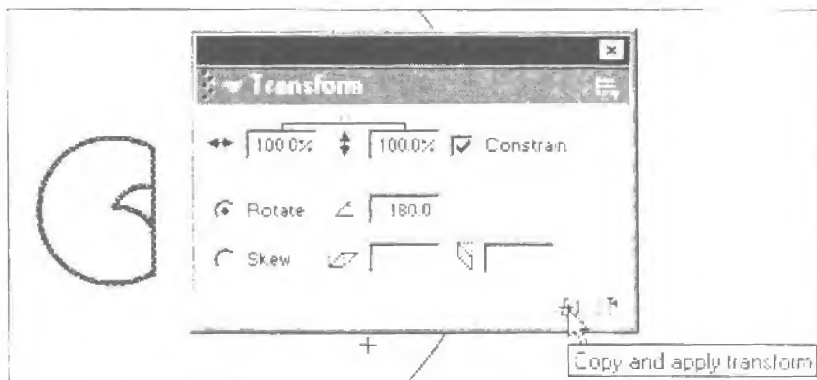 Transform
100.0% 100.0% Constrain
Rotate 180.0
Skew
Copy and apply transform